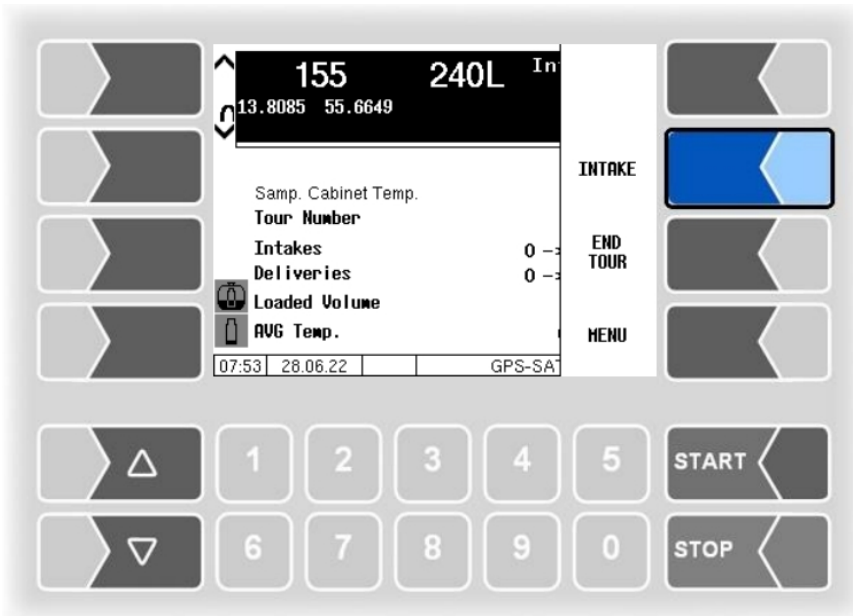 155 240L In
13.8085 55.6649
INTAKE
Samp. Cabinet Temp.
Tour Number
Intakes 0 ->
Deliveries 0 ->
END
TOUR
Loaded Volume
AVG Temp.
MENU
07:53 28.06.22 GPS-SAT
1 2 3 4 5 START
6 7 8 9 0 STOP